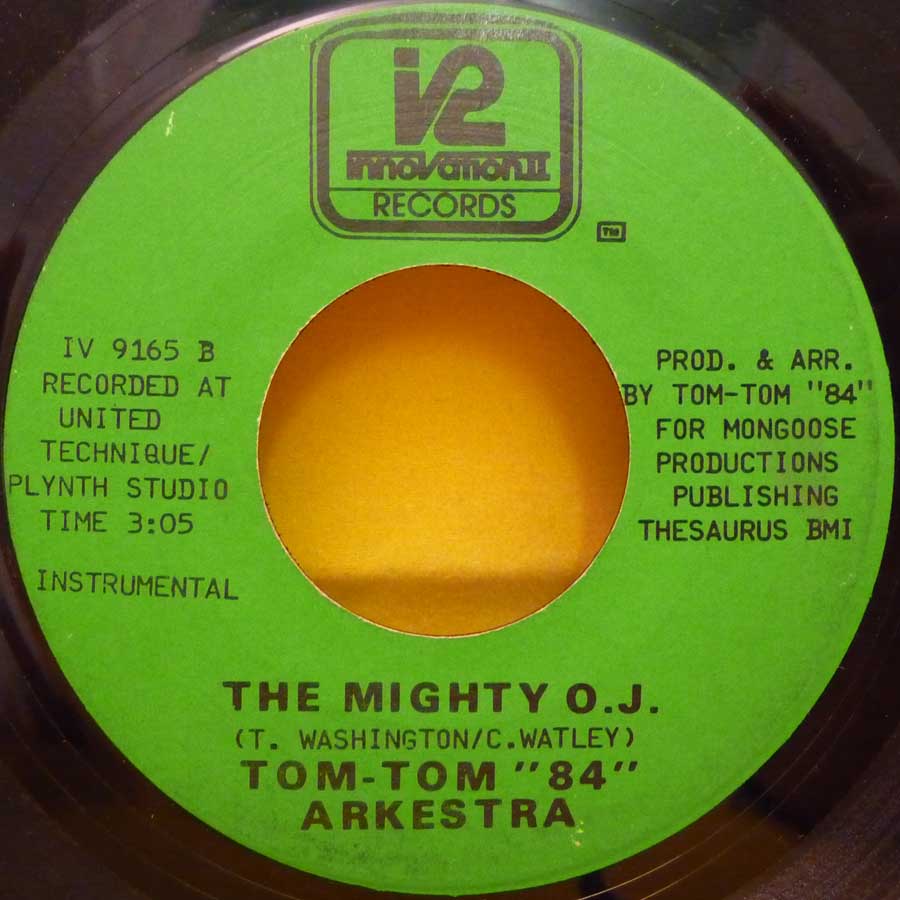 i2
innovation II
RECORDS
TM
IV 9165 B
RECORDED AT
UNITED
TECHNIQUE/
PLYNTH STUDIO
TIME 3:05
INSTRUMENTAL
PROD. & ARR.
BY TOM-TOM "84"
FOR MONGOOSE
PRODUCTIONS
PUBLISHING
THESAURUS BMI
THE MIGHTY O.J.
(T. WASHINGTON/C.WATLEY)
TOM-TOM "84"
ARKESTRA